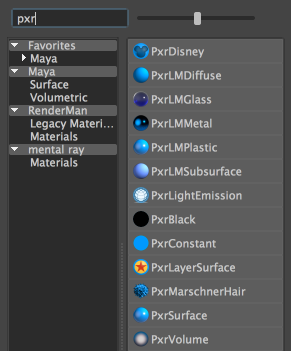 pxr
Favorites
Maya
Maya
Surface
Volumetric
RenderMan
Legacy Materi...
Materials
mental ray
Materials
PxrDisney
PxrLMDiffuse
PxrLMGlass
PxrLMMetal
PxrLMPlastic
PxrLMSubsurface
PxrLightEmission
PxrBlack
PxrConstant
PxrLayerSurface
PxrMarschnerHair
PxrSurface
PxrVolume